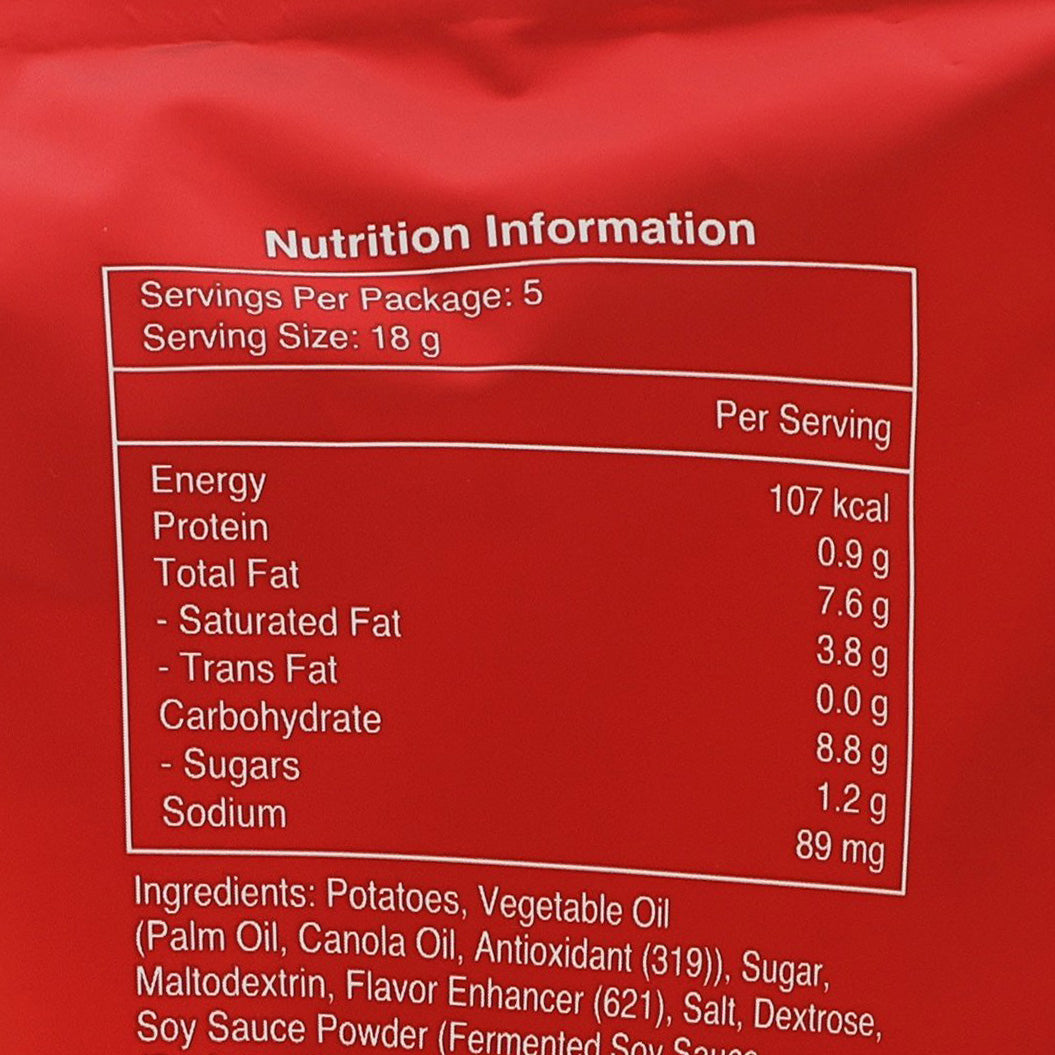 Nutrition Information
Servings Per Package: 5
Serving Size: 18 g
Per Serving
Energy 107 kcal
Protein 0.9 g
Total Fat 7.6 g
- Saturated Fat 3.8 g
- Trans Fat 0.0 g
Carbohydrate 8.8 g
- Sugars 1.2 g
Sodium 89 mg
Ingredients: Potatoes, Vegetable Oil
(Palm Oil, Canola Oil, Antioxidant (319)), Sugar,
Maltodextrin, Flavor Enhancer (621), Salt, Dextrose,
Soy Sauce Powder (Fermented Soy Sauce